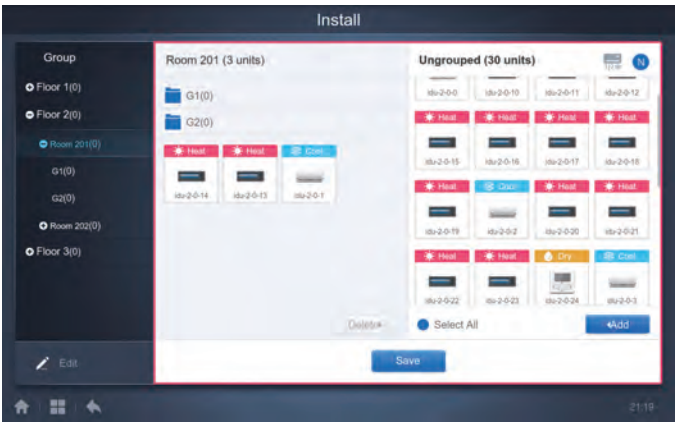 Install
Group
Floor 1(0)
Floor 2(0)
Room 201(0)
G1(0)
G2(0)
Room 202(0)
Floor 3(0)
Edit
Room 201 (3 units)
G1(0)
G2(0)
Heat Heat Cool
idu-2-0-14 idu-2-0-13 idu-2-0-1
Delete
Ungrouped (30 units)
N
idu-2-0-0 idu-2-0-10 idu-2-0-11 idu-2-0-12
Heat Heat Heat Heat
idu-2-0-15 idu-2-0-16 idu-2-0-17 idu-2-0-18
Heat Cool Heat Heat
idu-2-0-19 idu-2-0-2 idu-2-0-20 idu-2-0-21
Heat Heat Dry Cool
idu-2-0-22 idu-2-0-23 idu-2-0-24 idu-2-0-3
Select All
Add
Save
21:19